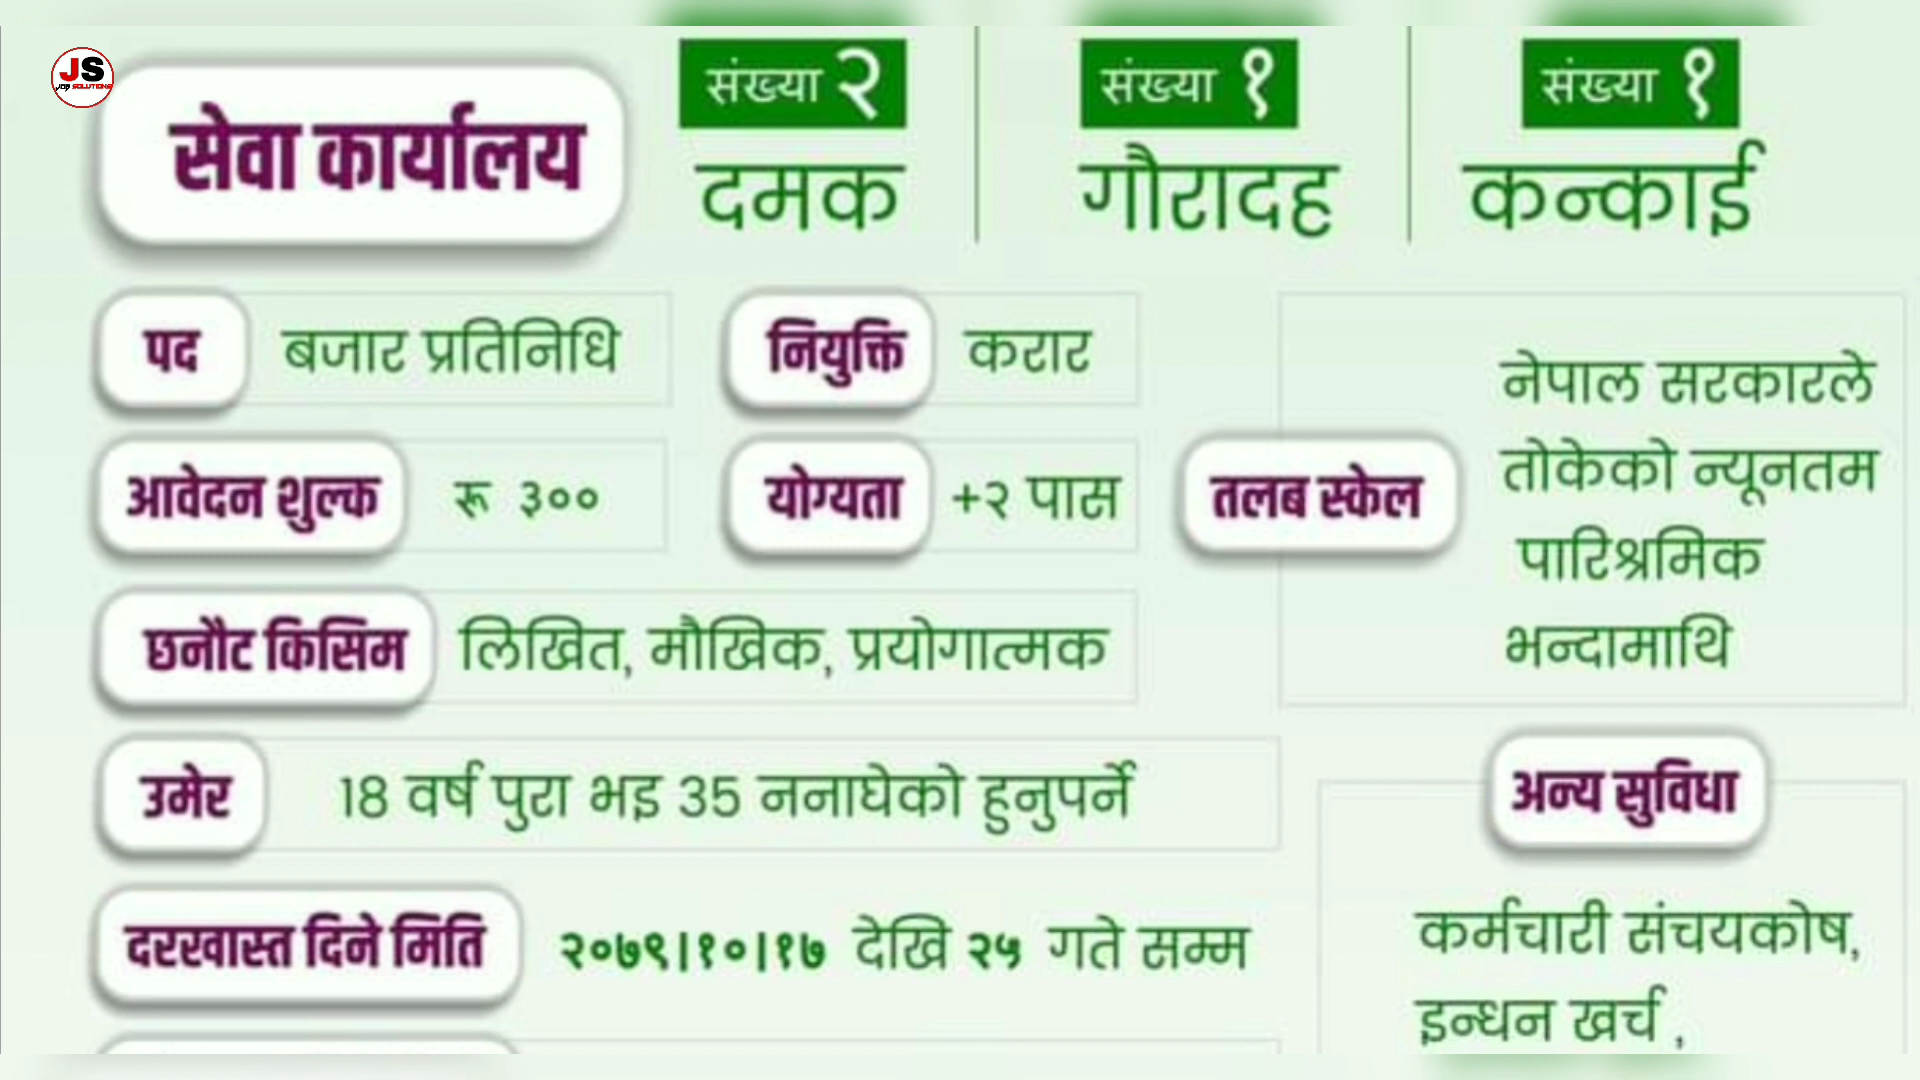 JS
JOB SOLUTIONS
सेवा कार्यालय
संख्या २
दमक
संख्या १
गौरादह
संख्या १
कन्काई
पद बजार प्रतिनिधि
नियुक्ति करार
आवेदन शुल्क रू ३००
योग्यता +२ पास
तलब स्केल
नेपाल सरकारले
तोकेको न्यूनतम
पारिश्रमिक
भन्दामाथि
छनौट किसिम लिखित, मौखिक, प्रयोगात्मक
उमेर 18 वर्ष पुरा भइ 35 ननाघेको हुनुपर्ने
दरखास्त दिने मिति २०७९|१०|१७ देखि २५ गते सम्म
अन्य सुविधा
कर्मचारी संचयकोष,
इन्धन खर्च ,